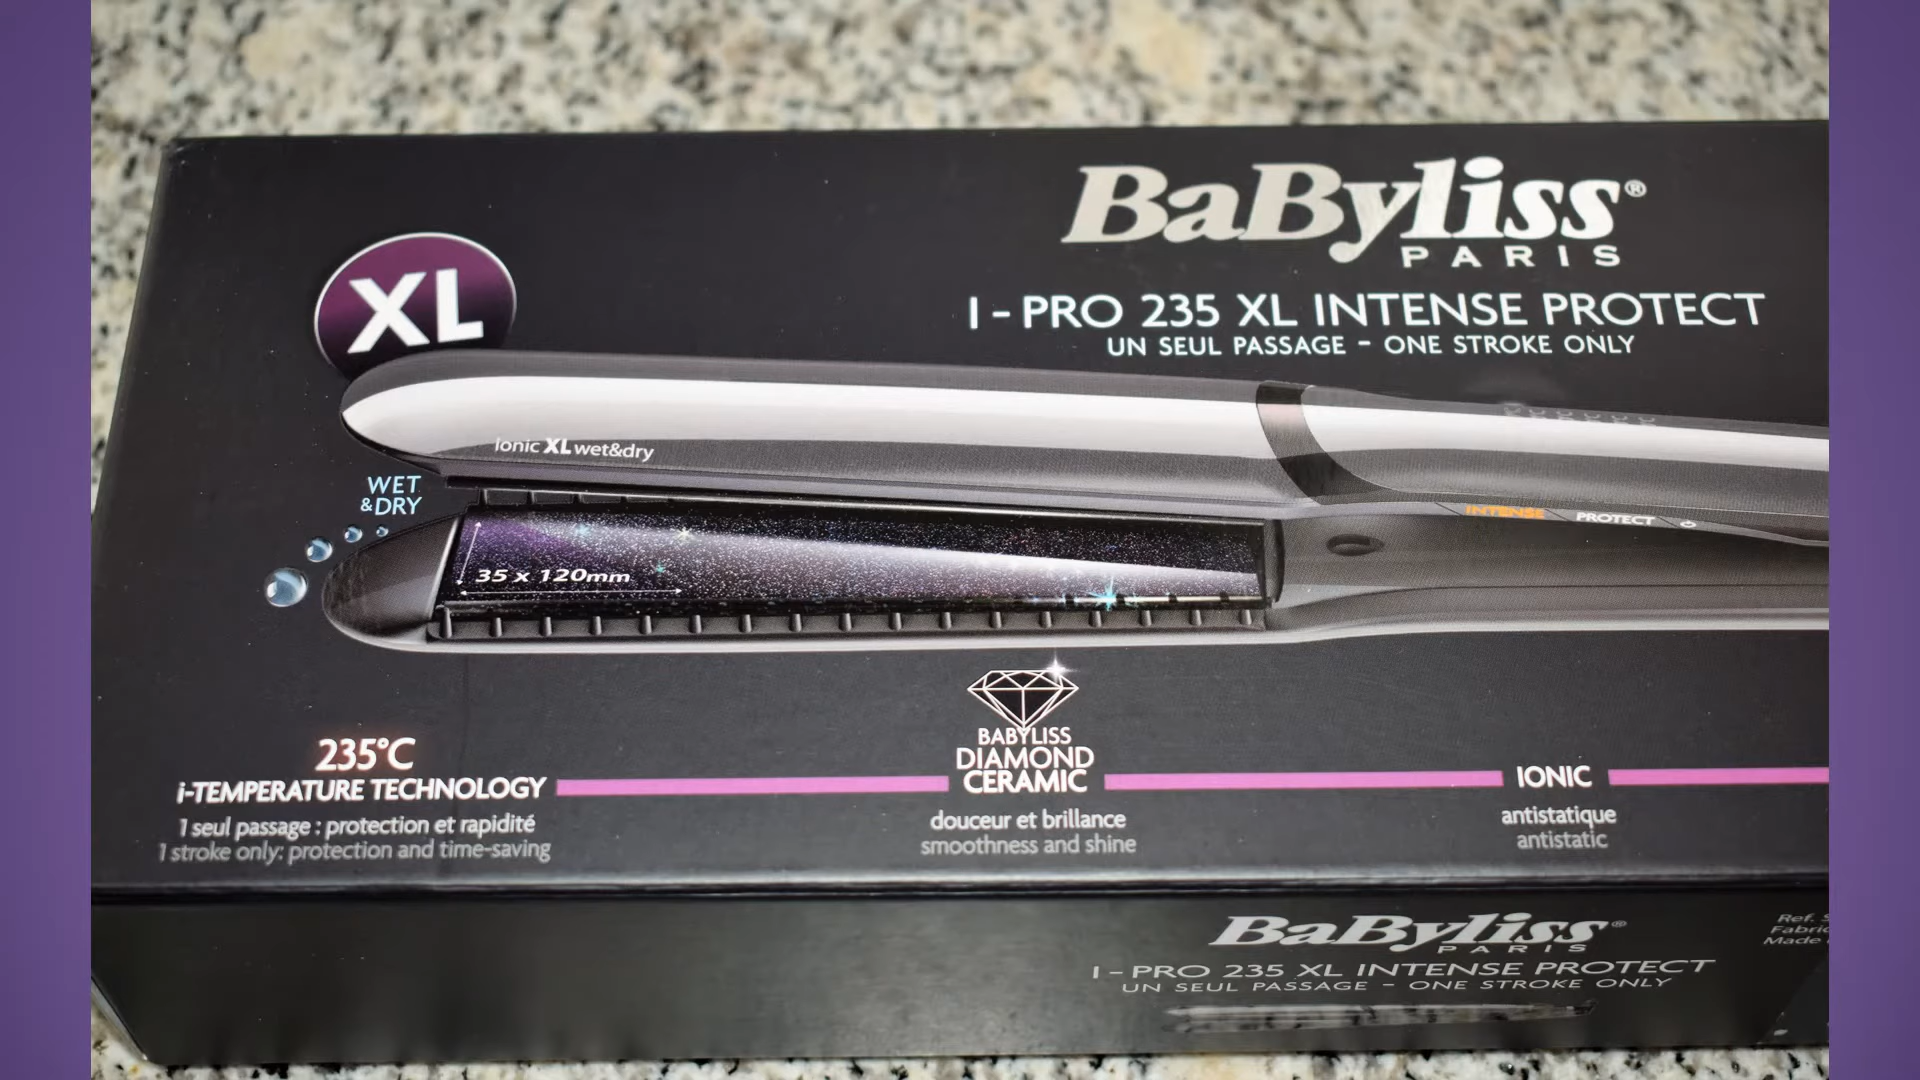 BaByliss®
PARIS
I - PRO 235 XL INTENSE PROTECT
UN SEUL PASSAGE - ONE STROKE ONLY
XL
ionic XL wet&dry
WET
&DRY
INTENSE PROTECT
35 x 120mm
235°C
i-TEMPERATURE TECHNOLOGY
1 seul passage : protection et rapidité
1 stroke only: protection and time-saving
BABYLISS
DIAMOND
CERAMIC
douceur et brillance
smoothness and shine
IONIC
antistatique
antistatic
BaByliss®
PARIS
I - PRO 235 XL INTENSE PROTECT
UN SEUL PASSAGE - ONE STROKE ONLY
Ref.
Made